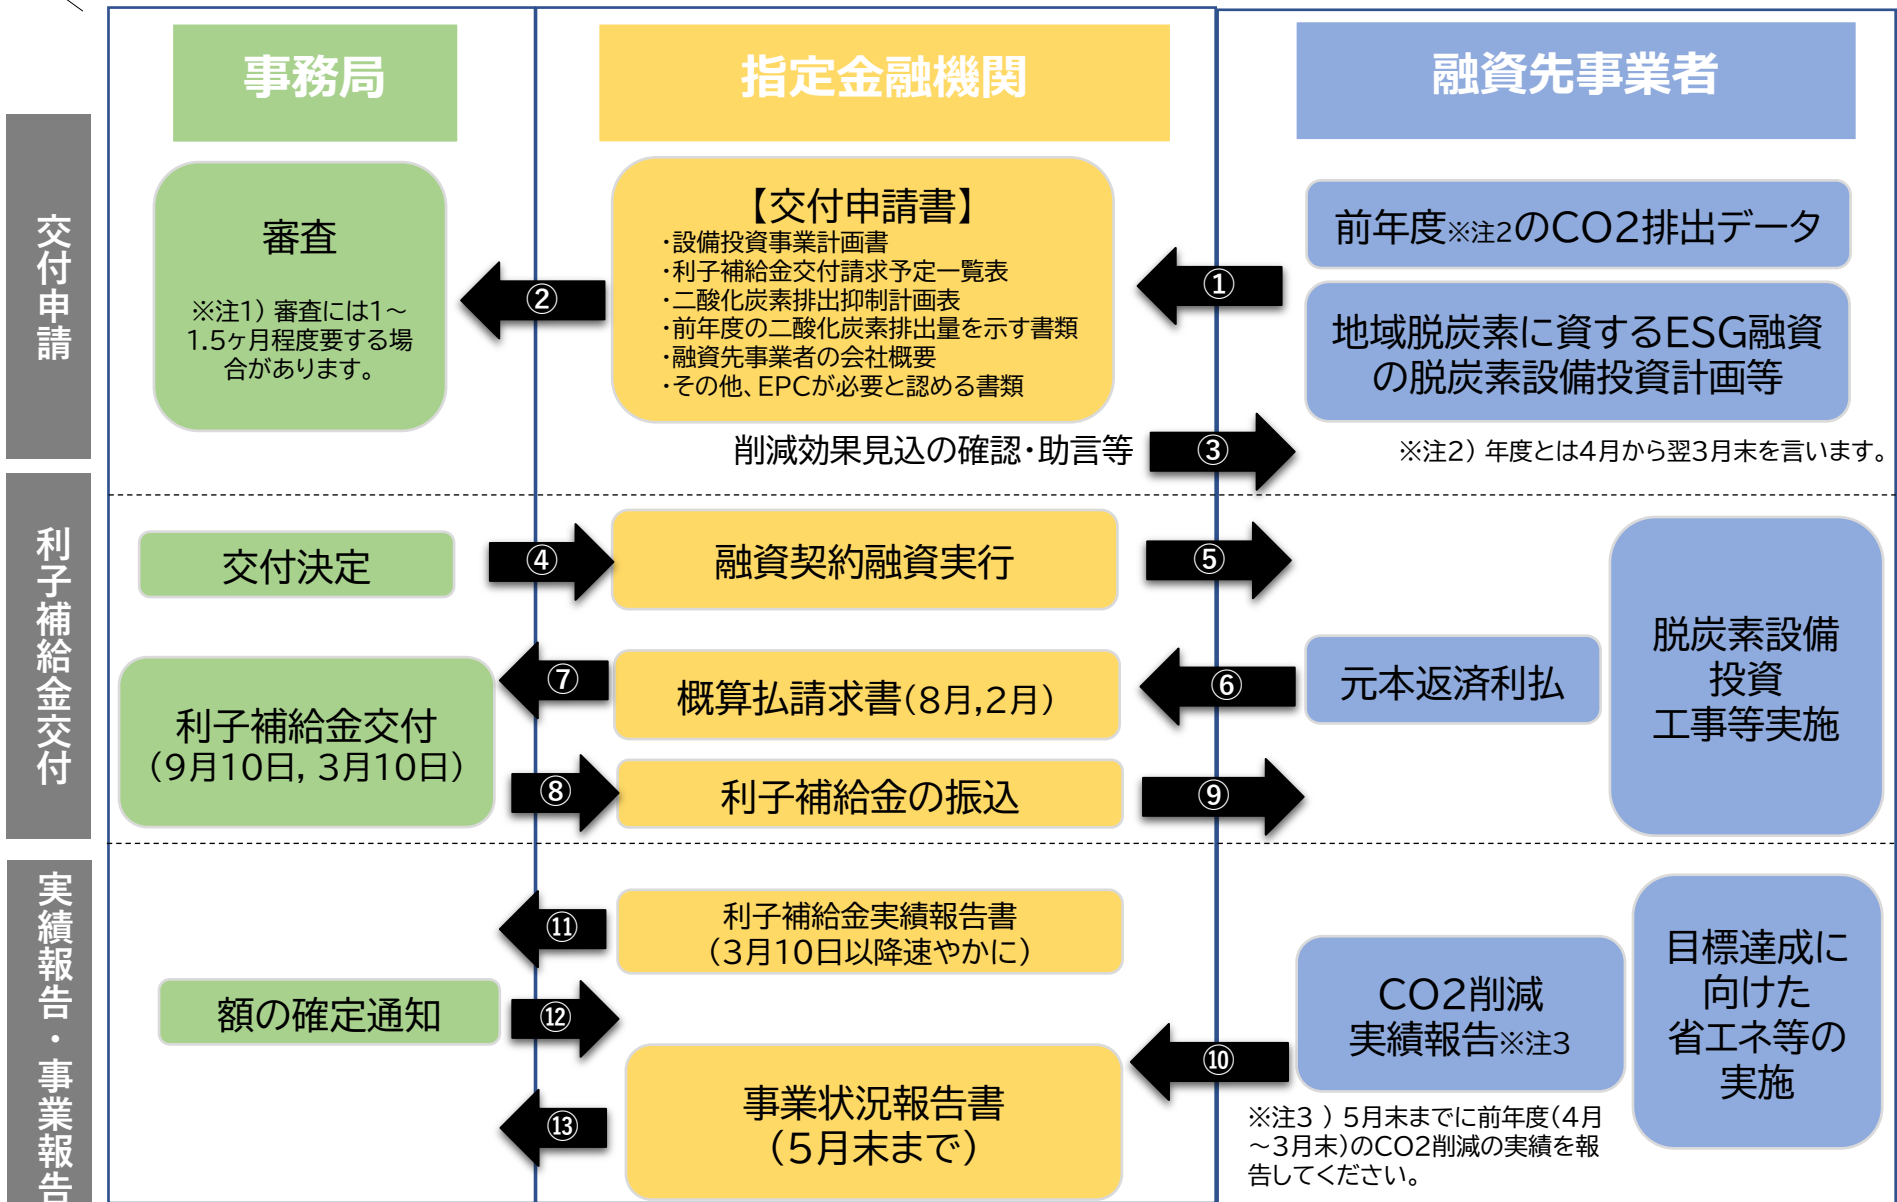 事務局
指定金融機関
融資先事業者
交付申請
審査
※注1) 審査には1～
1.5ヶ月程度要する場
合があります。
②
【交付申請書】
・設備投資事業計画書
・利子補給金交付請求予定一覧表
・二酸化炭素排出抑制計画表
・前年度の二酸化炭素排出量を示す書類
・融資先事業者の会社概要
・その他、EPCが必要と認める書類
①
前年度※注2のCO2排出データ
地域脱炭素に資するESG融資
の脱炭素設備投資計画等
削減効果見込の確認・助言等
③
※注2) 年度とは4月から翌3月末を言います。
利子補給金交付
交付決定
④
融資契約融資実行
⑤
脱炭素設備
投資
工事等実施
元本返済利払
⑥
概算払請求書(8月,2月)
⑦
利子補給金交付
(9月10日, 3月10日)
⑧
利子補給金の振込
⑨
実績報告・事業報告
⑪
利子補給金実績報告書
(3月10日以降速やかに)
額の確定通知
⑫
CO2削減
実績報告※注3
⑩
目標達成に
向けた
省エネ等の
実施
事業状況報告書
(5月末まで)
⑬
※注3 ) 5月末までに前年度(4月
～3月末)のCO2削減の実績を報
告してください。